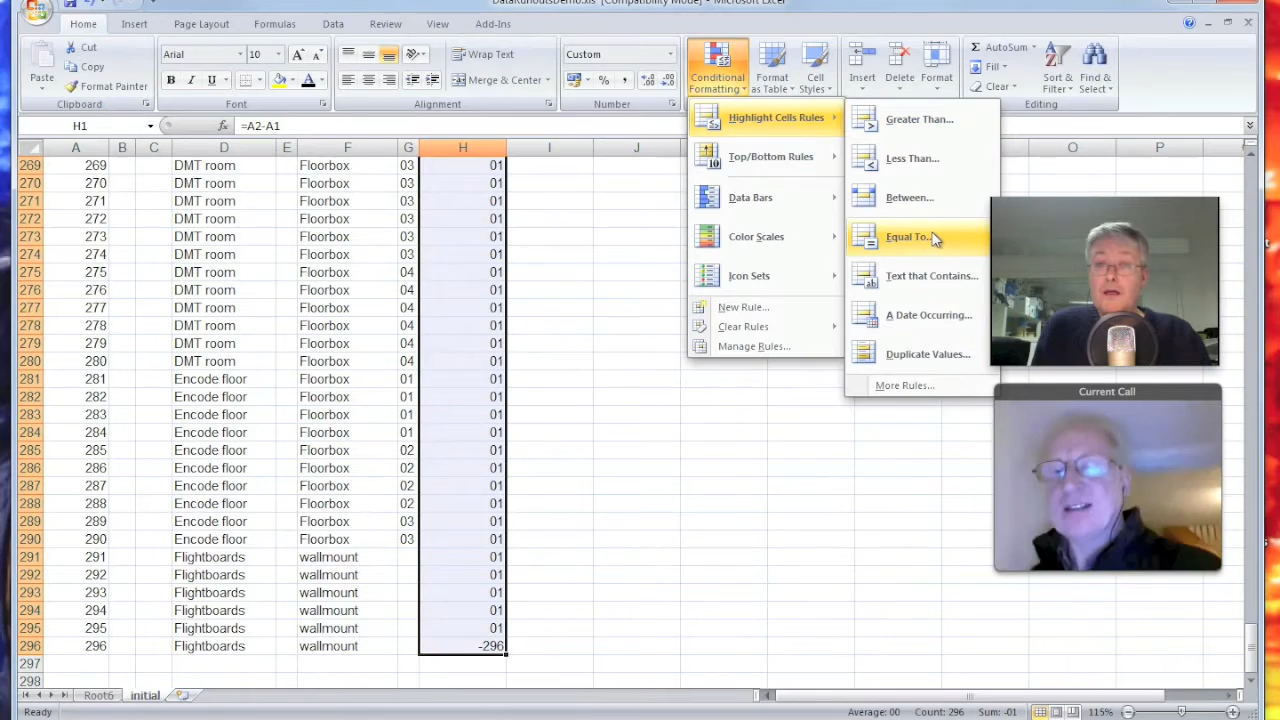 DataRunoutsDemo.xls [Compatibility Mode] - Microsoft Excel
Home Insert Page Layout Formulas Data Review View Add-Ins
Paste Cut Copy Format Painter
Clipboard
Arial 10
B I U A
Font
Wrap Text
Merge & Center
Alignment
Custom
% ,
Number
Conditional Formatting
Format as Table
Cell Styles
Insert Delete Format
AutoSum
Fill
Clear
Sort & Filter
Find & Select
Editing
H1 fx =A2-A1
A B C D E F G H I J O P
269 269 DMT room Floorbox 03 01
270 270 DMT room Floorbox 03 01
271 271 DMT room Floorbox 03 01
272 272 DMT room Floorbox 03 01
273 273 DMT room Floorbox 03 01
274 274 DMT room Floorbox 03 01
275 275 DMT room Floorbox 04 01
276 276 DMT room Floorbox 04 01
277 277 DMT room Floorbox 04 01
278 278 DMT room Floorbox 04 01
279 279 DMT room Floorbox 04 01
280 280 DMT room Floorbox 04 01
281 281 Encode floor Floorbox 01 01
282 282 Encode floor Floorbox 01 01
283 283 Encode floor Floorbox 01 01
284 284 Encode floor Floorbox 01 01
285 285 Encode floor Floorbox 02 01
286 286 Encode floor Floorbox 02 01
287 287 Encode floor Floorbox 02 01
288 288 Encode floor Floorbox 02 01
289 289 Encode floor Floorbox 03 01
290 290 Encode floor Floorbox 03 01
291 291 Flightboards wallmount 01
292 292 Flightboards wallmount 01
293 293 Flightboards wallmount 01
294 294 Flightboards wallmount 01
295 295 Flightboards wallmount 01
296 296 Flightboards wallmount -296
297
298
Highlight Cells Rules
Top/Bottom Rules
Data Bars
Color Scales
Icon Sets
New Rule...
Clear Rules
Manage Rules...
Greater Than...
Less Than...
Between...
Equal To...
Text that Contains...
A Date Occurring...
Duplicate Values...
More Rules...
Current Call
Root6 initial
Ready Average: 00 Count: 296 Sum: -01 115%